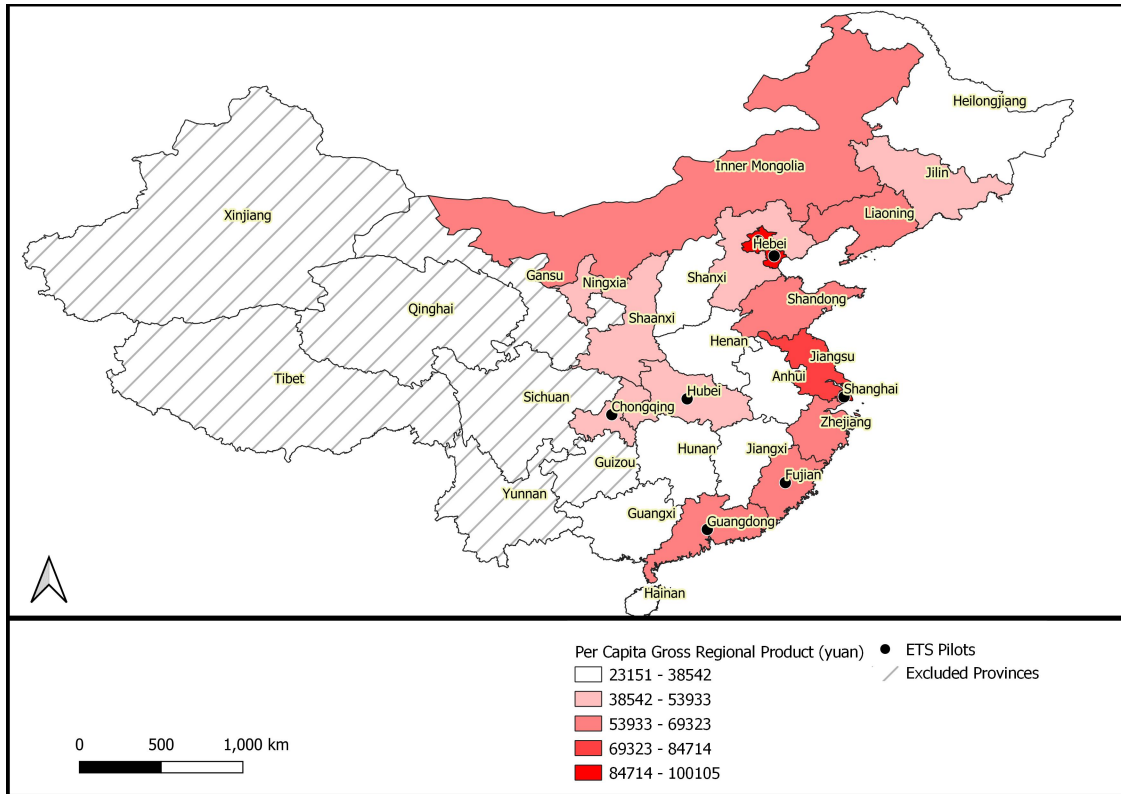 Heilongjiang
Inner Mongolia
Jilin
Xinjiang
Liaoning
Hebei
Gansu
Ningxia
Shanxi
Shandong
Qinghai
Shaanxi
Henan
Jiangsu
Tibet
Anhui
Sichuan
Hubei
Shanghai
Chongqing
Zhejiang
Guizou
Hunan
Jiangxi
Fujian
Yunnan
Guangxi
Guangdong
Hainan
Per Capita Gross Regional Product (yuan)
23151 - 38542
38542 - 53933
53933 - 69323
69323 - 84714
84714 - 100105
ETS Pilots
Excluded Provinces
0 500 1,000 km